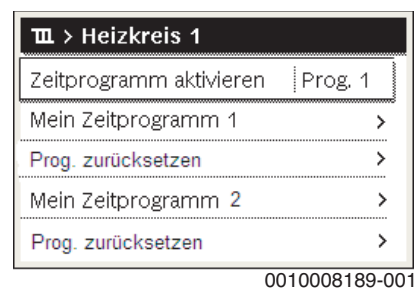 > Heizkreis 1
Zeitprogramm aktivieren Prog. 1
Mein Zeitprogramm 1 >
Prog. zurücksetzen >
Mein Zeitprogramm 2 >
Prog. zurücksetzen >
0010008189-001